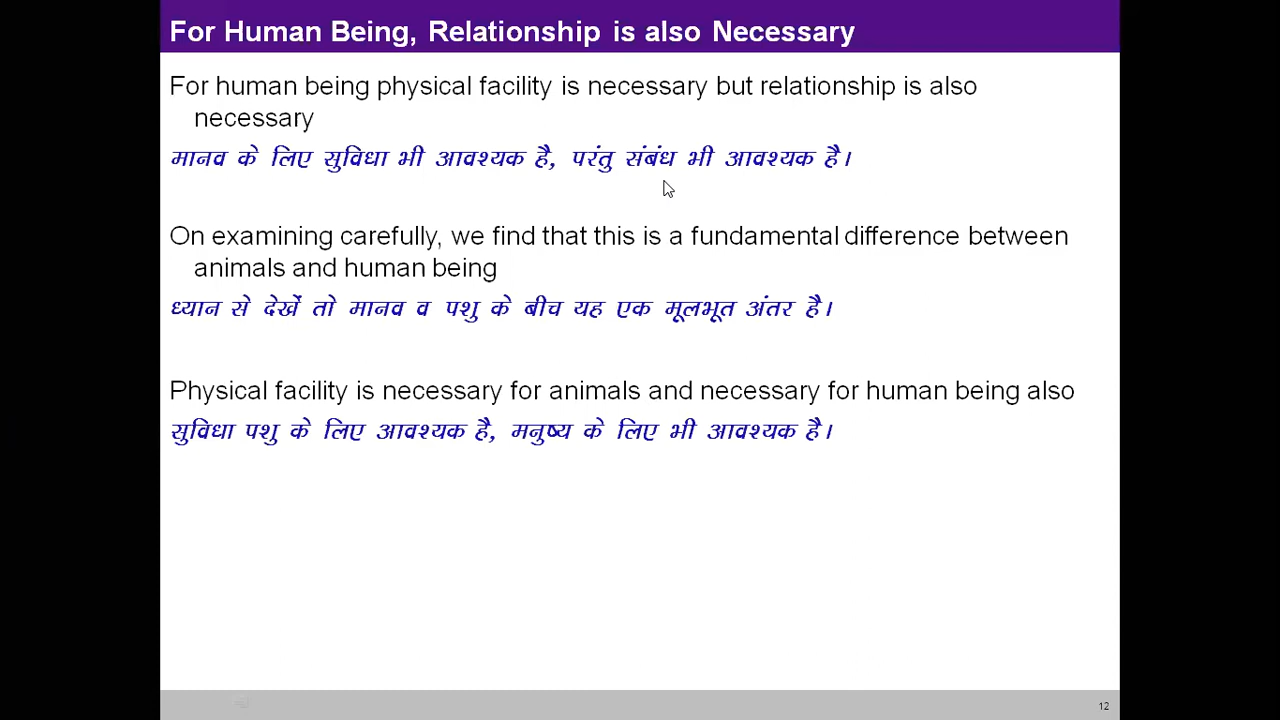 For Human Being, Relationship is also Necessary
For human being physical facility is necessary but relationship is also
necessary
मानव के लिए सुविधा भी आवश्यक है, परंतु संबंध भी आवश्यक है।
On examining carefully, we find that this is a fundamental difference between
animals and human being
ध्यान से देखें तो मानव व पशु के बीच यह एक मूलभूत अंतर है।
Physical facility is necessary for animals and necessary for human being also
सुविधा पशु के लिए आवश्यक है, मनुष्य के लिए भी आवश्यक है।
12